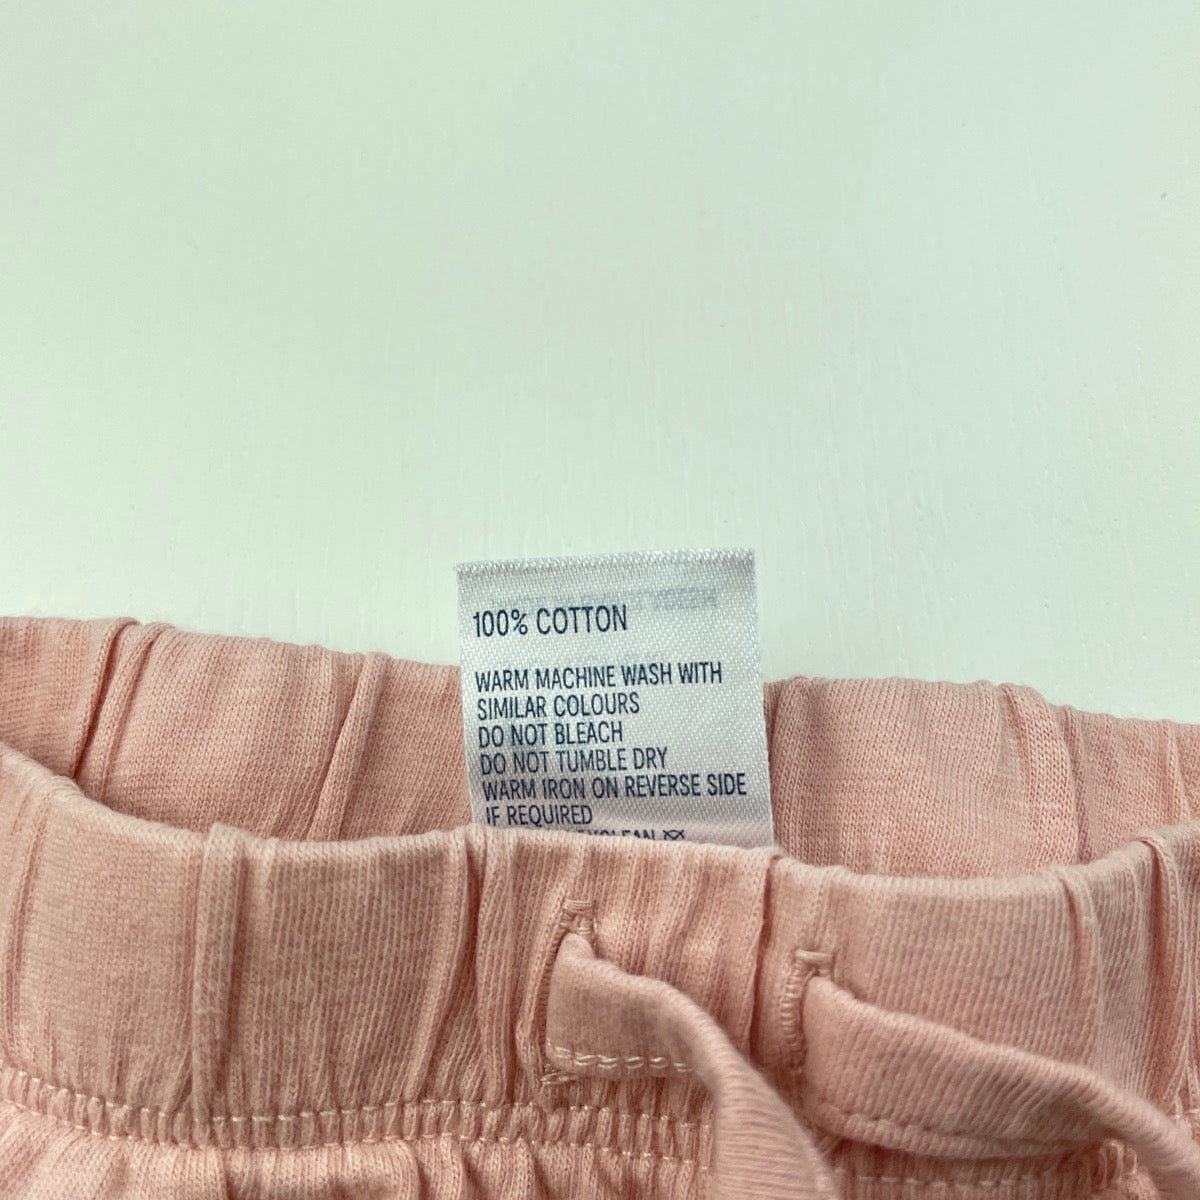 100% COTTON
WARM MACHINE WASH WITH
SIMILAR COLOURS
DO NOT BLEACH
DO NOT TUMBLE DRY
WARM IRON ON REVERSE SIDE
IF REQUIRED